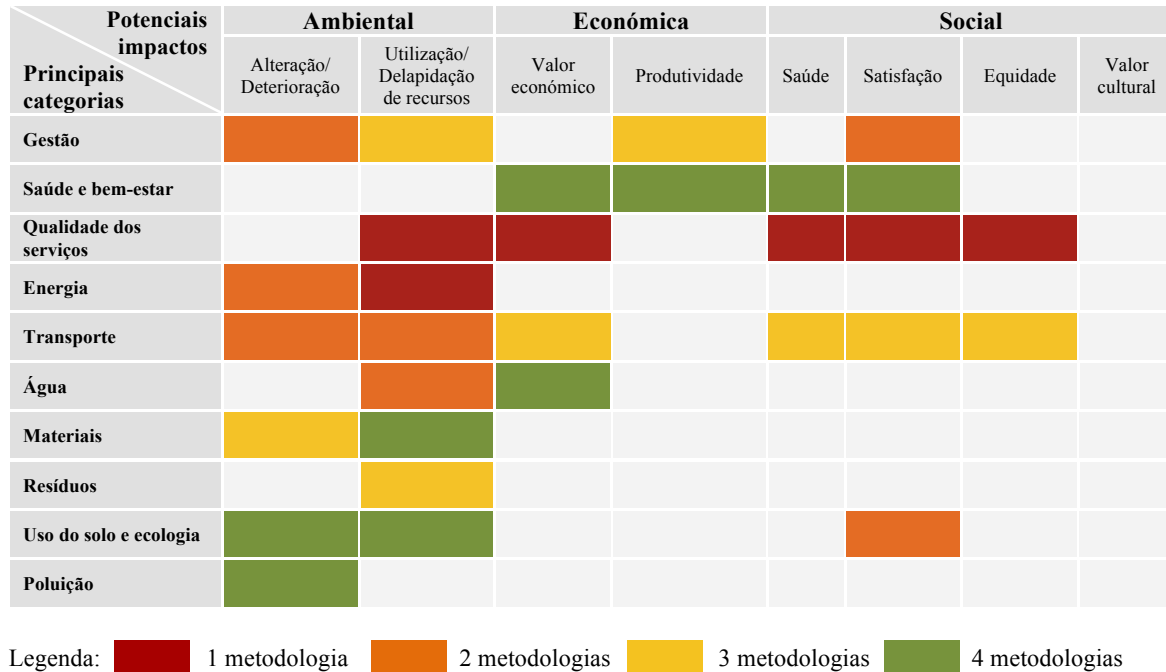 Potenciais
impactos
Principais
categorias
Ambiental
Económica
Social
Alteração/
Deterioração
Utilização/
Delapidação
de recursos
Valor
económico
Produtividade
Saúde
Satisfação
Equidade
Valor
cultural
Gestão
Saúde e bem-estar
Qualidade dos
serviços
Energia
Transporte
Água
Materiais
Resíduos
Uso do solo e ecologia
Poluição
Legenda: 1 metodologia 2 metodologias 3 metodologias 4 metodologias